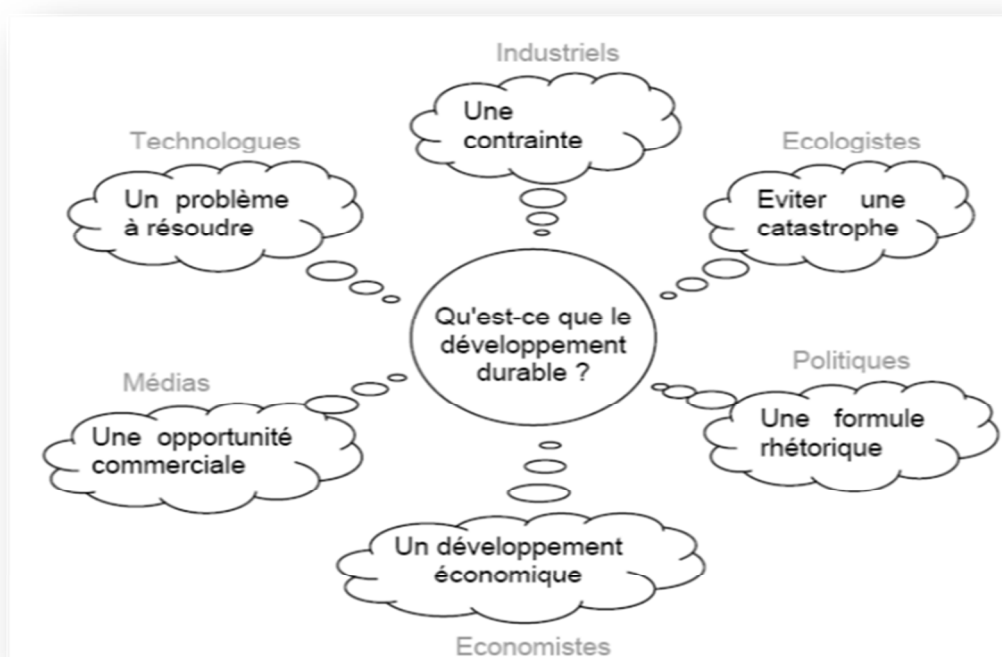 Industriels
Une
contrainte
Technologues
Un problème
à résoudre
Ecologistes
Eviter une
catastrophe
Qu'est-ce que le
développement
durable ?
Médias
Une opportunité
commerciale
Politiques
Une formule
rhétorique
Un développement
économique
Economistes